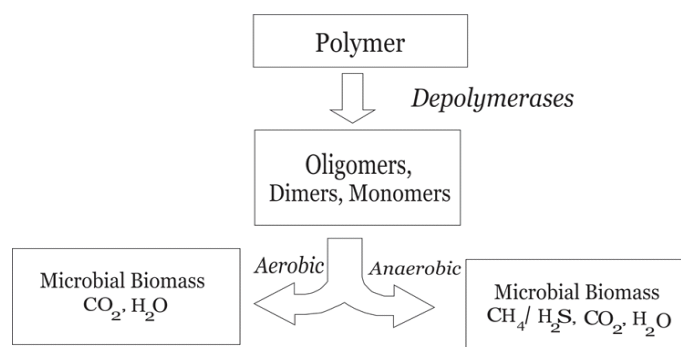 Polymer
Depolymerases
Oligomers,
Dimers, Monomers
Aerobic
Anaerobic
Microbial Biomass
CO₂, H₂O
Microbial Biomass
CH₄/ H₂S, CO₂, H₂O